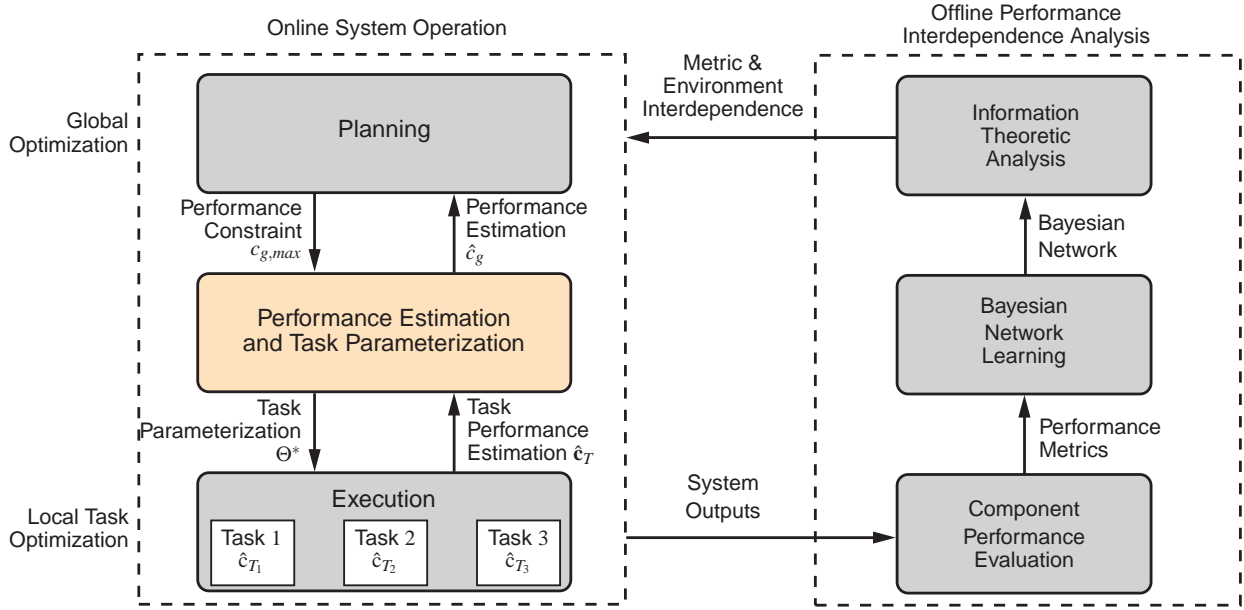 Online System Operation
Offline Performance
Interdependence Analysis
Global
Optimization
Planning
Metric &
Environment
Interdependence
Information
Theoretic
Analysis
Performance
Constraint
c_{g,max}
Performance
Estimation
ĉ_g
Bayesian
Network
Performance Estimation
and Task Parameterization
Bayesian
Network
Learning
Task
Parameterization
Θ*
Task
Performance
Estimation ĉ_T
Performance
Metrics
Local Task
Optimization
Execution
Task 1
ĉ_{T_1}
Task 2
ĉ_{T_2}
Task 3
ĉ_{T_3}
System
Outputs
Component
Performance
Evaluation